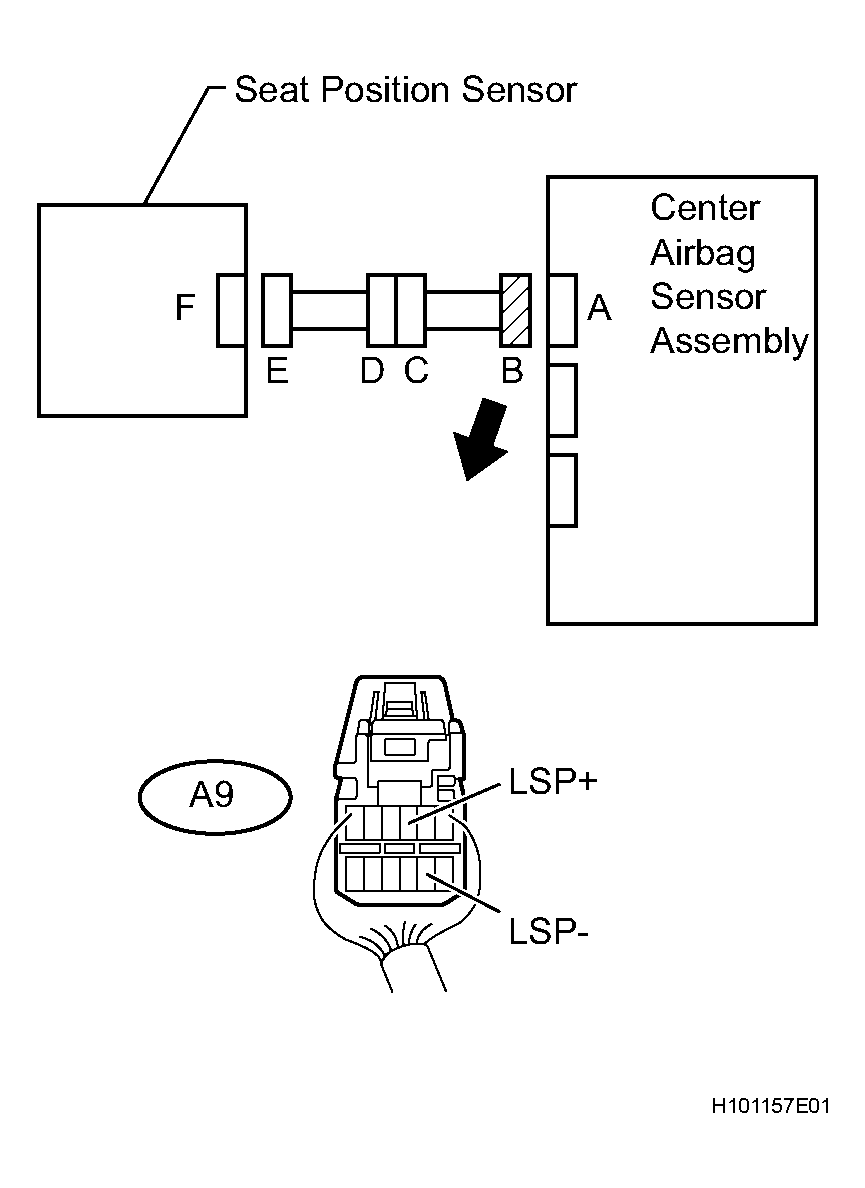 Seat Position Sensor
Center
Airbag
Sensor
Assembly
F
A
E
D
C
B
A9
LSP+
LSP-
H101157E01